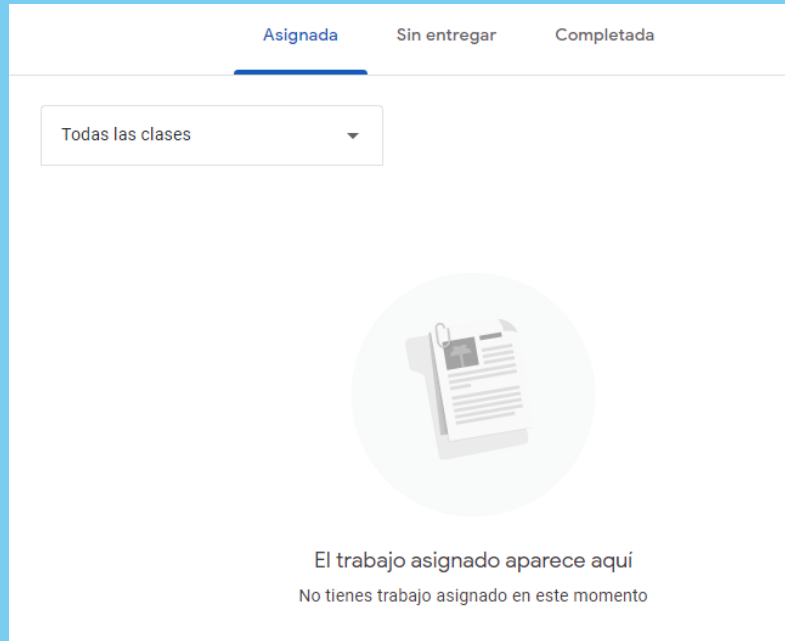 Asignada Sin entregar Completada
Todas las clases
El trabajo asignado aparece aquí
No tienes trabajo asignado en este momento